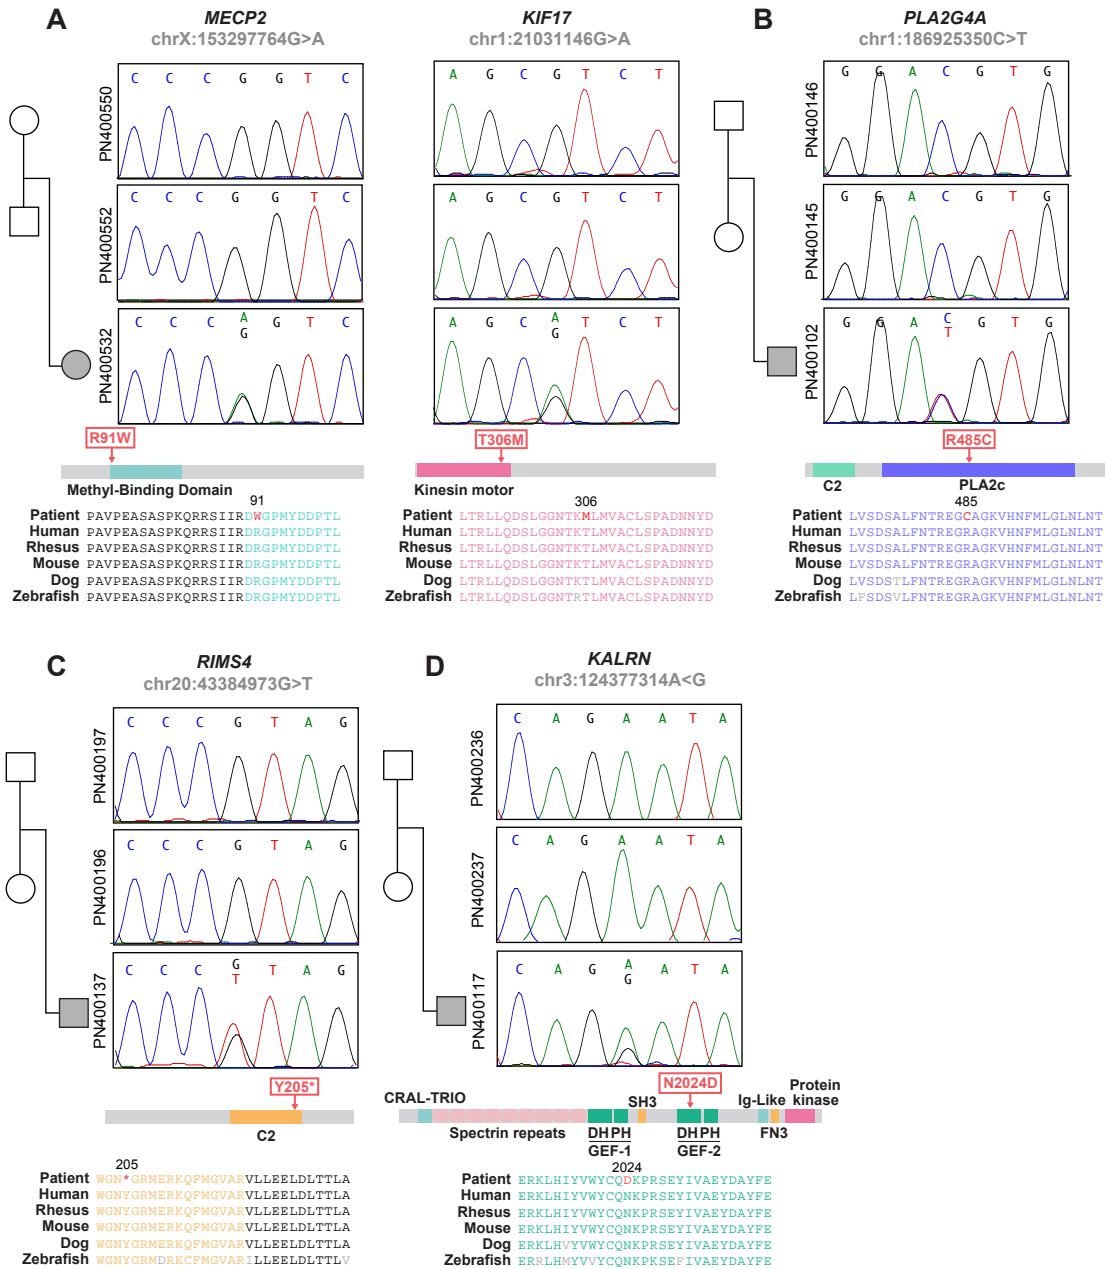 A
MECP2
chrX:153297764G>A
KIF17
chr1:21031146G>A
PN400550
C C C G G T C
A G C G T C T
PN400552
C C C G G T C
A G C G T C T
PN400532
C C C A G G T C
A G C A G T C T
R91W
Methyl-Binding Domain
T306M
Kinesin motor
91
Patient PAVPEASASPKQRRSIIRDWGPMYDDPTL
Human PAVPEASASPKQRRSIIRDRGPMYDDPTL
Rhesus PAVPEASASPKQRRSIIRDRGPMYDDPTL
Mouse PAVPEASASPKQRRSIIRDRGPMYDDPTL
Dog PAVPEASASPKQRRSIIRDRGPMYDDPTL
Zebrafish PAVPEASASPKQRRSIIRDRGPMYDDPTL
306
Patient LTRLLQDSLGGNTKMLMVACLSPADNNYD
Human LTRLLQDSLGGNTKTLMVACLSPADNNYD
Rhesus LTRLLQDSLGGNTKTLMVACLSPADNNYD
Mouse LTRLLQDSLGGNTKTLMVACLSPADNNYD
Dog LTRLLQDSLGGNTKTLMVACLSPADNNYD
Zebrafish LTRLLQDSLGGNTRTLMVACLSPADNNYD
B
PLA2G4A
chr1:186925350C>T
PN400146
G G A C G T G
PN400145
G G A C G T G
PN400102
G G A C T G T G
R485C
C2
PLA2c
485
Patient LVSDSALFNTREGCAGKVHNFMLGLNLNT
Human LVSDSALFNTREGRAGKVHNFMLGLNLNT
Rhesus LVSDSALFNTREGRAGKVHNFMLGLNLNT
Mouse LVSDSALFNTREGRAGKVHNFMLGLNLNT
Dog LVSDSTLFNTREGRAGKVHNFMLGLNLNT
Zebrafish LFSDSVLFNTREGRAGKVHNFMLGLNLNT
C
RIMS4
chr20:43384973G>T
PN400197
C C C G T A G
PN400196
C C C G T A G
PN400137
C C C G T T A G
Y205*
C2
205
Patient WGN*GRMERKQFMGVARVLLEELDLTTLA
Human WGNYGRMERKQFMGVARVLLEELDLTTLA
Rhesus WGNYGRMERKQFMGVARVLLEELDLTTLA
Mouse WGNYGRMERKQFMGVARVLLEELDLTTLA
Dog WGNYGRMERKQFMGVARVLLEELDLTTLA
Zebrafish WGNYGRMDRKCFMGVARILLEELDLTTLV
D
KALRN
chr3:124377314A<G
PN400236
C A G A A T A
PN400237
C A G A A T A
PN400117
C A G A G A T A
N2024D
CRAL-TRIO
Spectrin repeats
DH PH
GEF-1
SH3
DH PH
GEF-2
Ig-Like
FN3
Protein
kinase
2024
Patient ERKLHIYVWYCQDKPRSEYIVAEYDAYFE
Human ERKLHIYVWYCQNKPRSEYIVAEYDAYFE
Rhesus ERKLHIYVWYCQNKPRSEYIVAEYDAYFE
Mouse ERKLHIYVWYCQNKPRSEYIVAEYDAYFE
Dog ERKLHVYVWYCQNKPRSEYIVAEYDAYFE
Zebrafish ERRLHMYVVYCQNKPRSEFIVAEYDAYFE